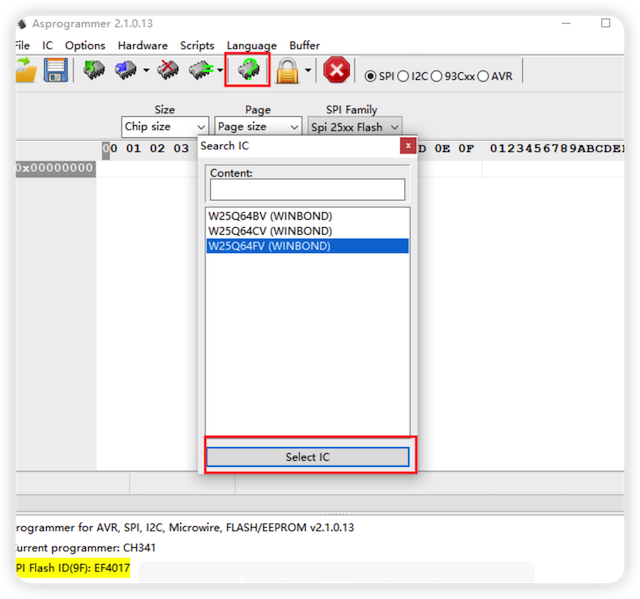 Asprogrammer 2.1.0.13
File IC Options Hardware Scripts Language Buffer
SPI I2C 93Cxx AVR
Size Page SPI Family
Chip size Page size Spi 25xx Flash
Search IC
00 01 02 03 D 0E 0F 0123456789ABCDEF
0x00000000
Content:
W25Q64BV (WINBOND)
W25Q64CV (WINBOND)
W25Q64FV (WINBOND)
Select IC
rogrammer for AVR, SPI, I2C, Microwire, FLASH/EEPROM v2.1.0.13
urrent programmer: CH341
PI Flash ID(9F): EF4017